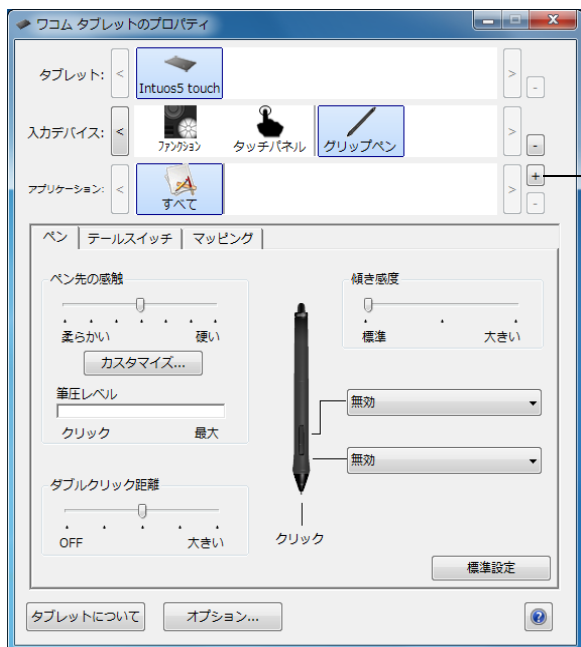 ワコム タブレットのプロパティ
タブレット:
Intuos5 touch
入力デバイス:
ファンクション
タッチパネル
グリップペン
アプリケーション:
すべて
ペン テールスイッチ マッピング
ペン先の感触
柔らかい 硬い
カスタマイズ...
筆圧レベル
クリック 最大
ダブルクリック距離
OFF 大きい
傾き感度
標準 大きい
無効
無効
クリック
標準設定
タブレットについて オプション...